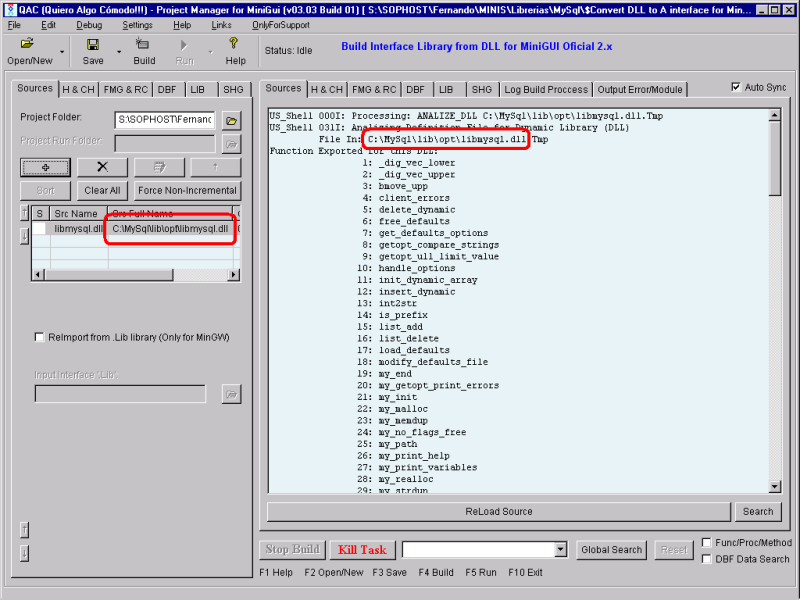 QAC (Quiero Algo Cómodo!!!) - Project Manager for MiniGui (v03.03 Build 01) [ S:\SOPHOST\Fernando\MINIS\Librerias\MySql\$Convert DLL to A interface for Min...
File Edit Debug Settings Help Links OnlyForSupport
Open/New Save Build Run Help Status: Idle Build Interface Library from DLL for MiniGUI Oficial 2.x
Sources H & CH FMG & RC DBF LIB SHG
Sources H & CH FMG & RC DBF LIB SHG Log Build Proccess Output Error/Module Auto Sync
Project Folder: S:\SOPHOST\Fernanc
Project Run Folder:
Sort Clear All Force Non-Incremental
S Src Name Src Full Name
libmysql.dll C:\MySql\lib\opt\libmysql.dll
ReImport from .Lib library (Only for MinGW)
Input Interface 'Lib':
US_Shell 000I: Processing: ANALIZE_DLL C:\MySql\lib\opt\libmysql.dll.Tmp
US_Shell 031I: Analising Definition File for Dynamic Library (DLL)
File In: C:\MySql\lib\opt\libmysql.dll.Tmp
Function Exported for this DLL:
1: _dig_vec_lower
2: _dig_vec_upper
3: bmove_upp
4: client_errors
5: delete_dynamic
6: free_defaults
7: get_defaults_options
8: getopt_compare_strings
9: getopt_ull_limit_value
10: handle_options
11: init_dynamic_array
12: insert_dynamic
13: int2str
14: is_prefix
15: list_add
16: list_delete
17: load_defaults
18: modify_defaults_file
19: my_end
20: my_getopt_print_errors
21: my_init
22: my_malloc
23: my_memdup
24: my_no_flags_free
25: my_path
26: my_print_help
27: my_print_variables
28: my_realloc
29: my_strdup
ReLoad Source Search
Stop Build Kill Task Global Search Reset Func/Proc/Method
DBF Data Search
F1 Help F2 Open/New F3 Save F4 Build F5 Run F10 Exit